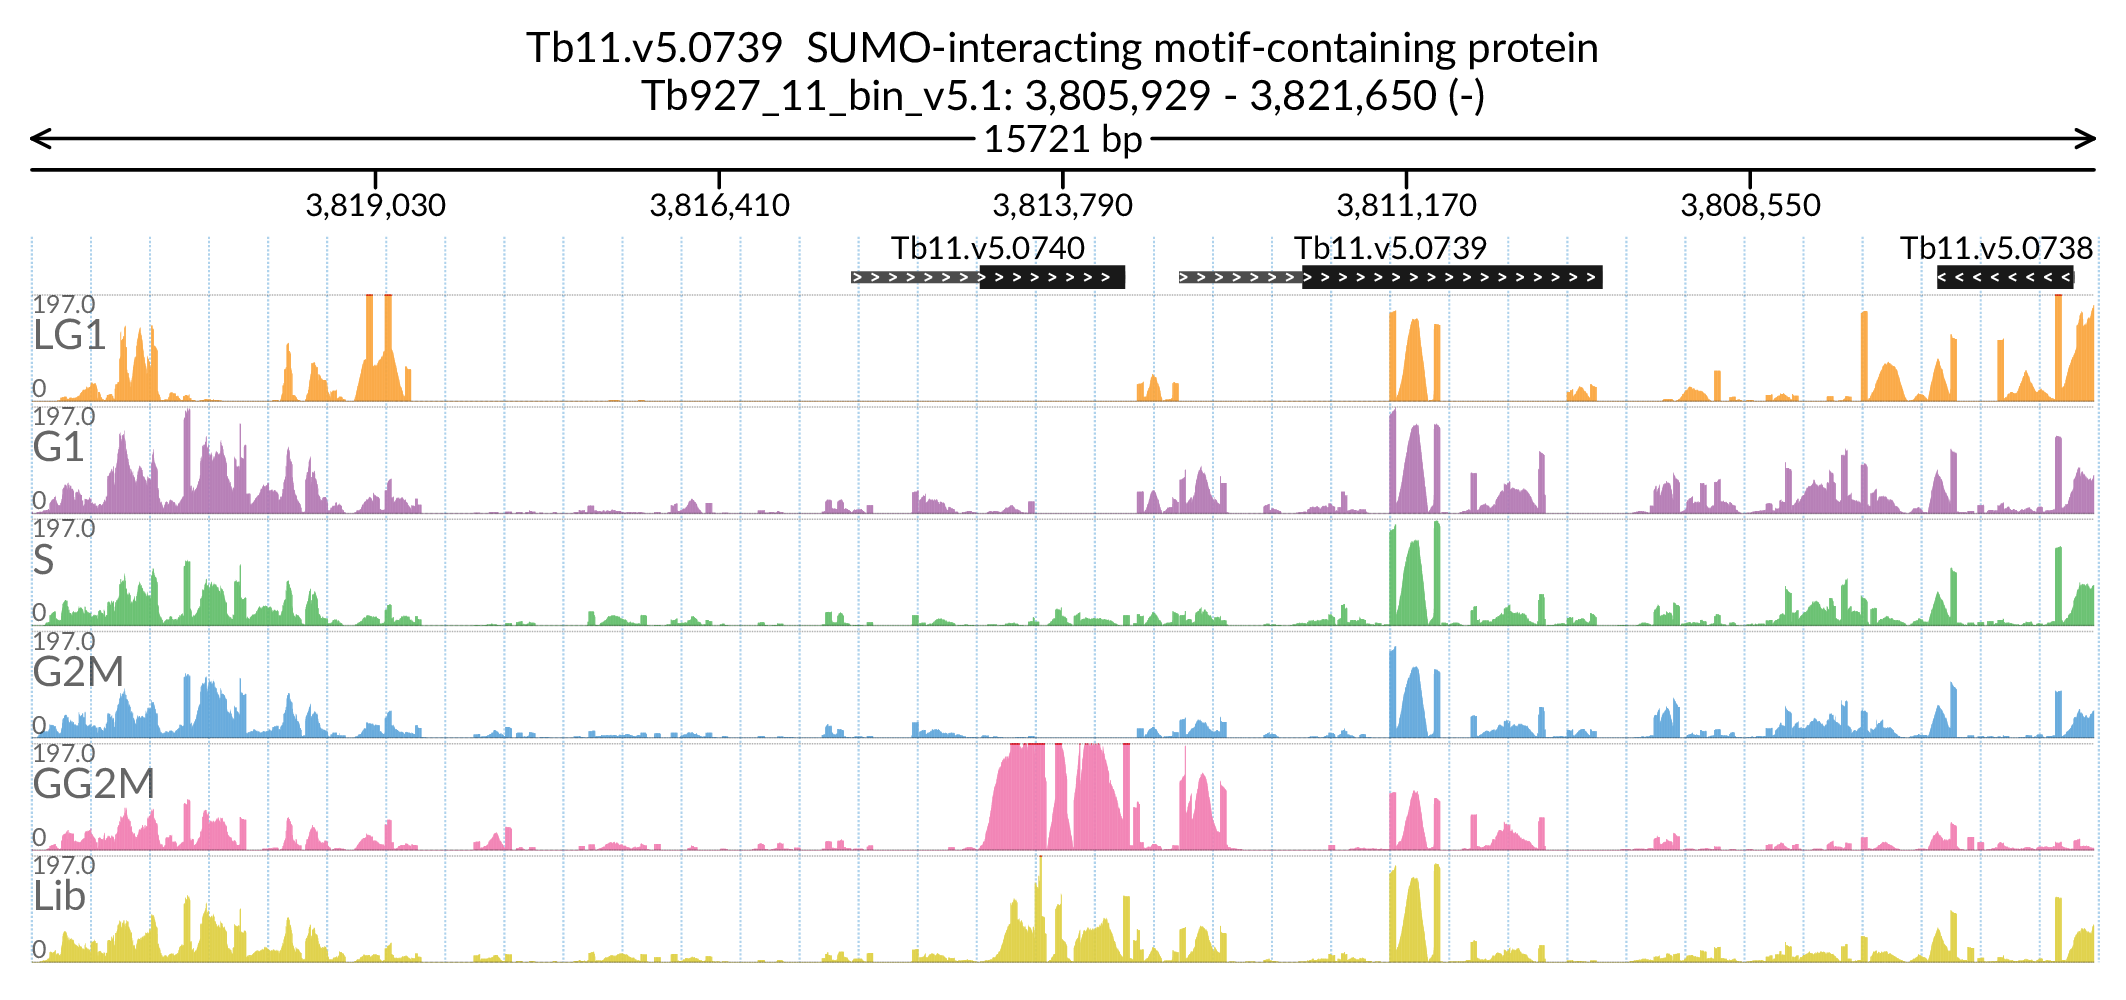 Tb11.v5.0739 SUMO-interacting motif-containing protein
Tb927_11_bin_v5.1: 3,805,929 - 3,821,650 (-)
15721 bp
3,819,030 3,816,410 3,813,790 3,811,170 3,808,550
Tb11.v5.0740 Tb11.v5.0739 Tb11.v5.0738
197.0
LG1
0
197.0
G1
0
197.0
S
0
197.0
G2M
0
197.0
GG2M
0
197.0
Lib
0